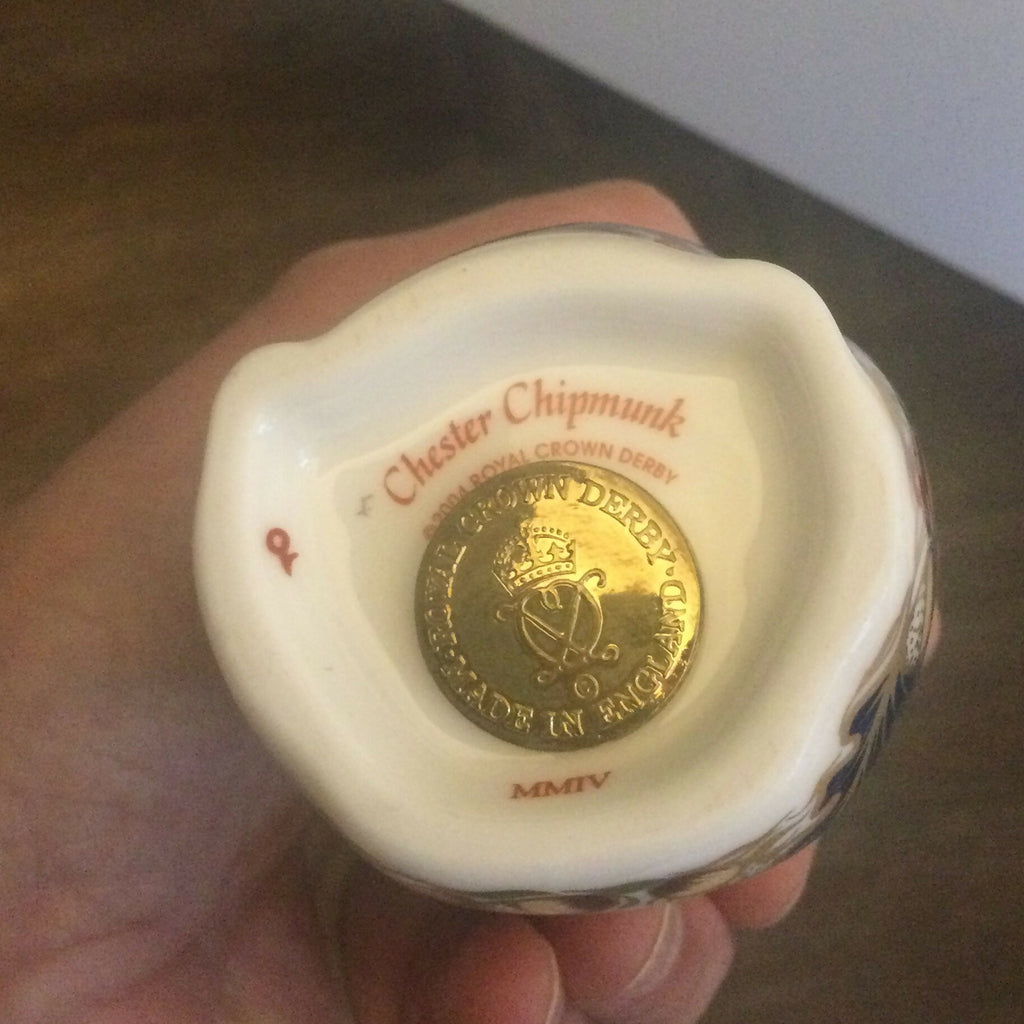 Chester Chipmunk
©2004 ROYAL CROWN DERBY
ROYAL CROWN DERBY · MADE IN ENGLAND ·
©
MMIV